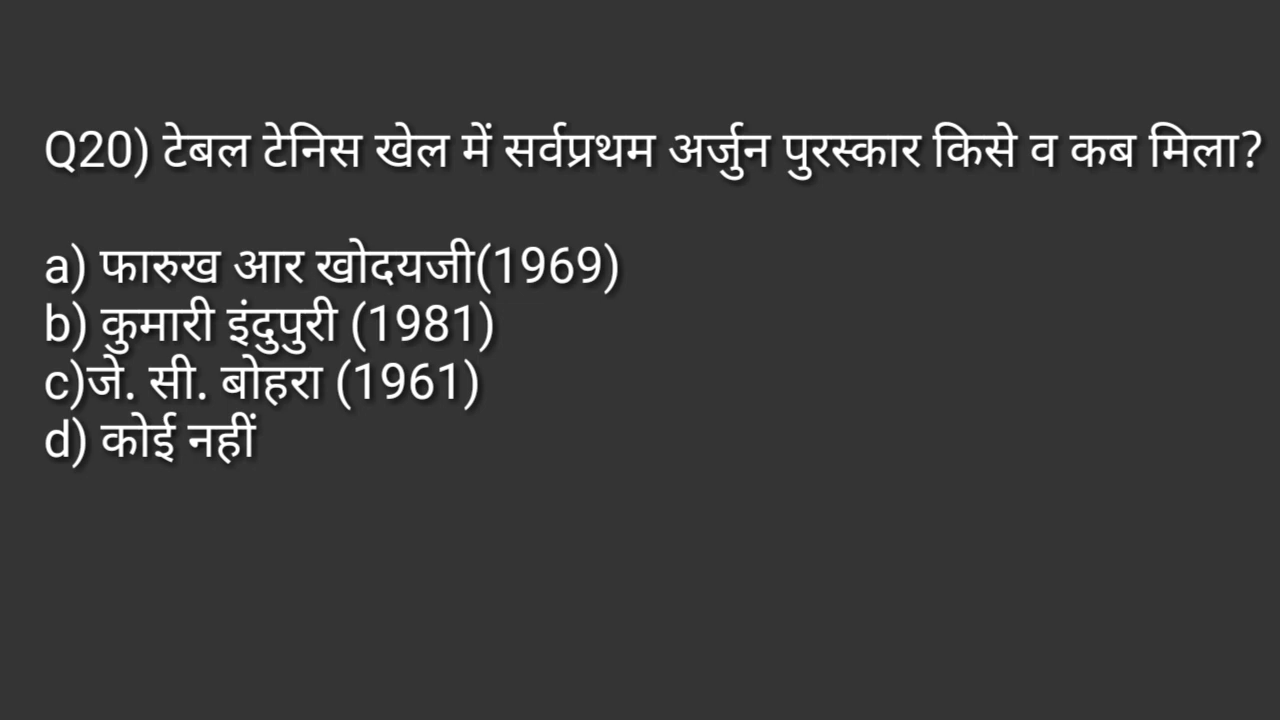 Q20) टेबल टेनिस खेल में सर्वप्रथम अर्जुन पुरस्कार किसे व कब मिला?
a) फारुख आर खोदयजी(1969)
b) कुमारी इंदुपुरी (1981)
c)जे. सी. बोहरा (1961)
d) कोई नहीं